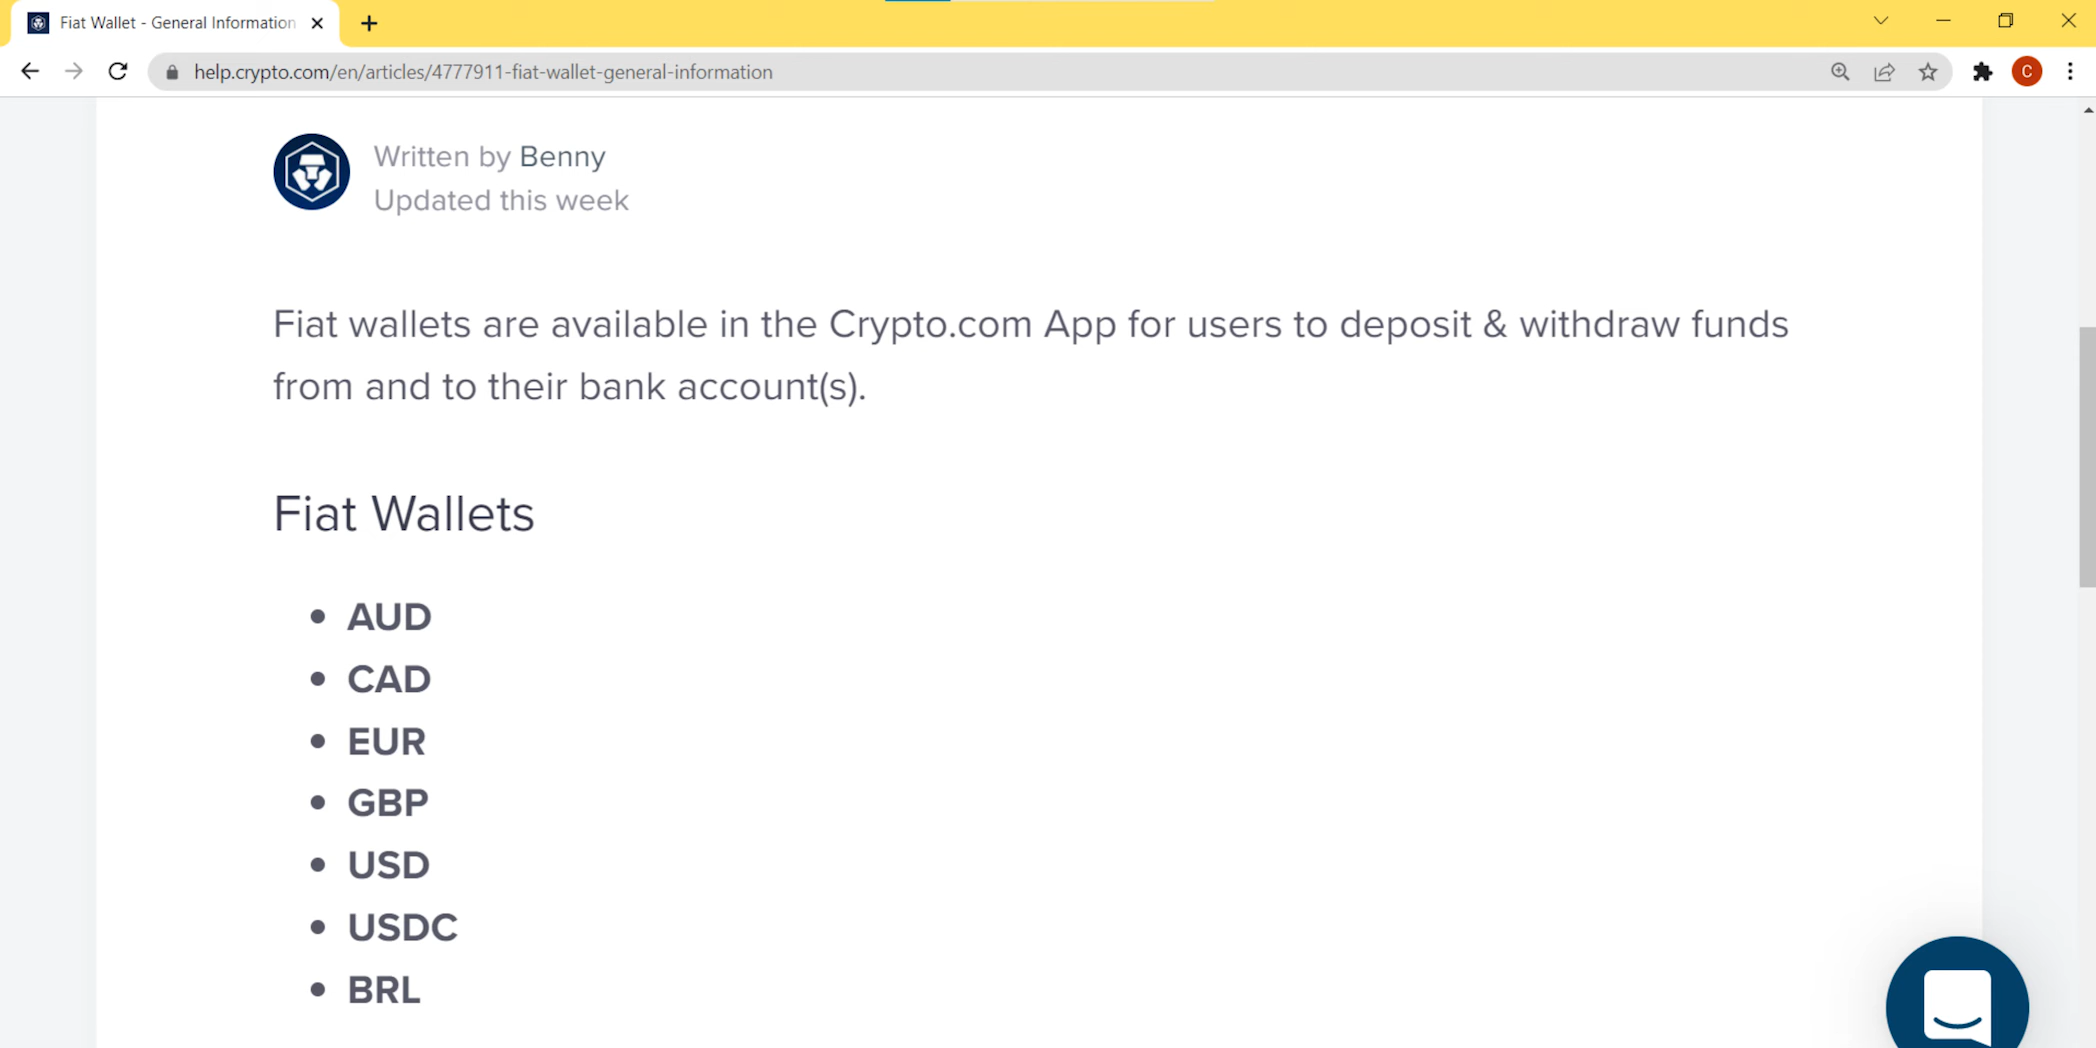 Fiat Wallet - General Information
help.crypto.com/en/articles/4777911-fiat-wallet-general-information
C
Written by Benny
Updated this week
Fiat wallets are available in the Crypto.com App for users to deposit & withdraw funds
from and to their bank account(s).
Fiat Wallets
• AUD
• CAD
• EUR
• GBP
• USD
• USDC
• BRL